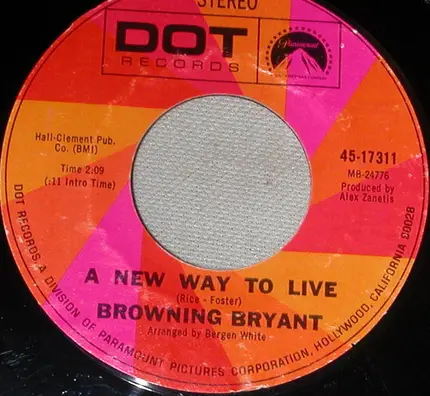 STEREO
DOT
RECORDS
Paramount
Hall-Clement Pub.
Co. (BMI)
Time 2:09
(:11 Intro Time)
45-17311
MB-24776
Produced by
Alex Zanetis
A NEW WAY TO LIVE
(Rice - Foster)
BROWNING BRYANT
Arranged by Bergen White
DOT RECORDS, A DIVISION OF PARAMOUNT PICTURES CORPORATION, HOLLYWOOD, CALIFORNIA 90028